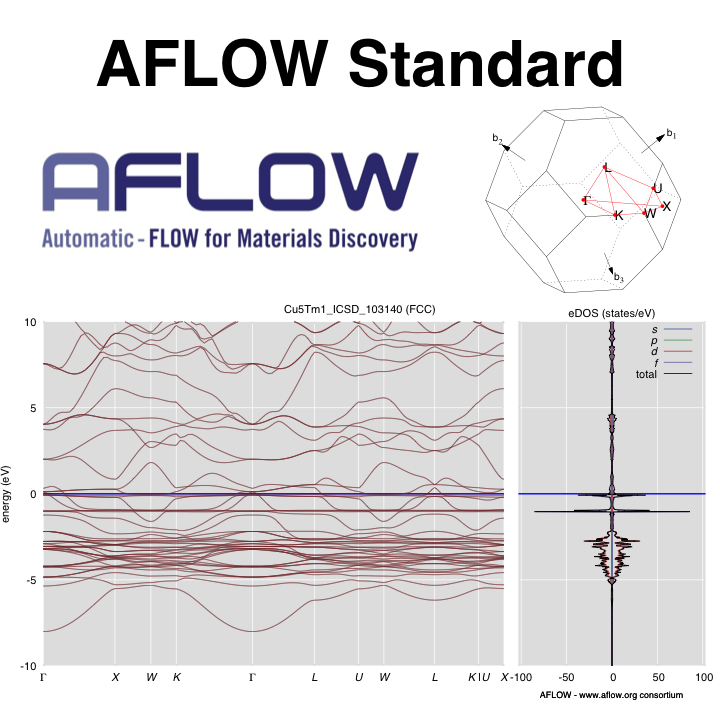 AFLOW Standard
AFLOW
Automatic - FLOW for Materials Discovery
b2
b1
L
U
Γ
X
K
W
b3
Cu5Tm1_ICSD_103140 (FCC)
eDOS (states/eV)
energy (eV)
10
5
0
-5
-10
s
p
d
f
total
Γ X W K Γ L U W L K|U X
-100 -50 0 50 100
AFLOW - www.aflow.org consortium